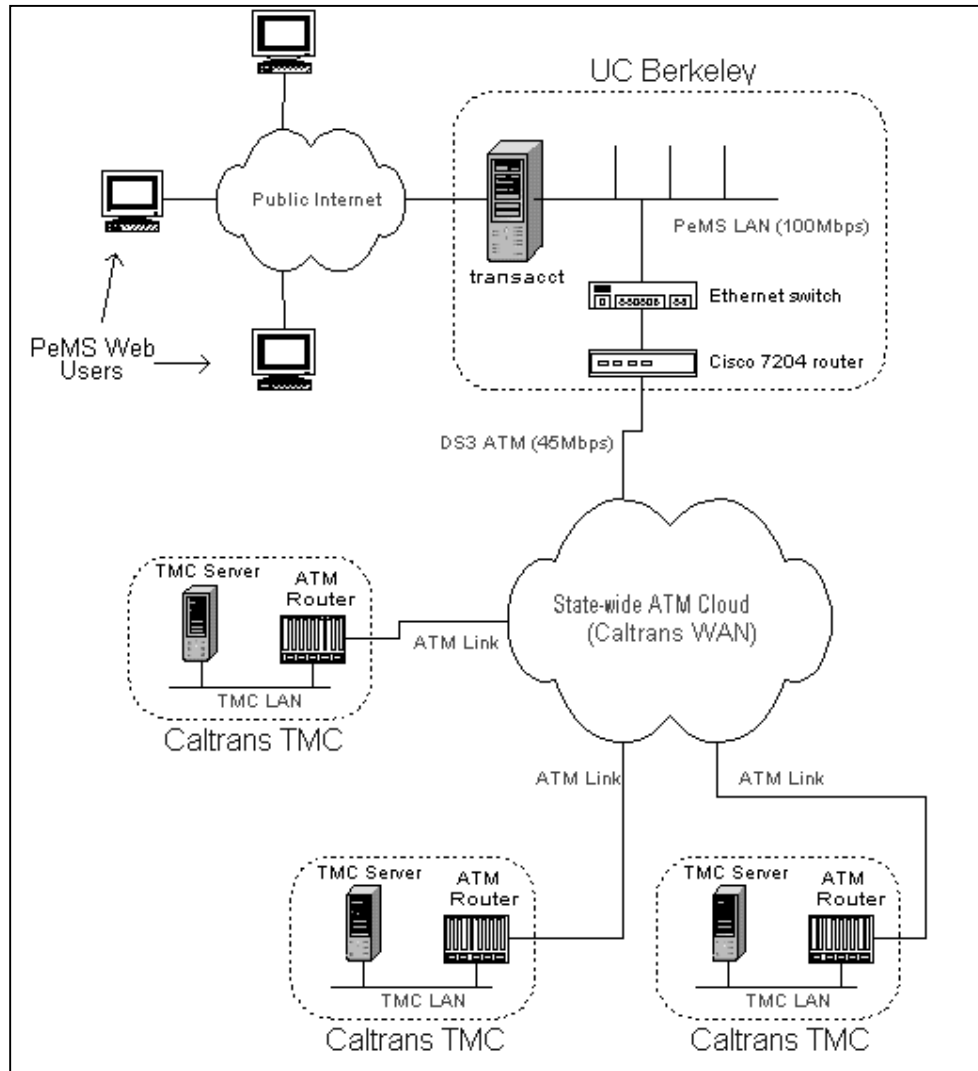 UC Berkeley
Public Internet
PeMS LAN (100Mbps)
transacct
Ethernet switch
PeMS Web
Users
Cisco 7204 router
DS3 ATM (45Mbps)
TMC Server
ATM
Router
State-wide ATM Cloud
(Caltrans WAN)
ATM Link
TMC LAN
Caltrans TMC
ATM Link
ATM Link
TMC Server
ATM
Router
TMC LAN
Caltrans TMC
TMC Server
ATM
Router
TMC LAN
Caltrans TMC